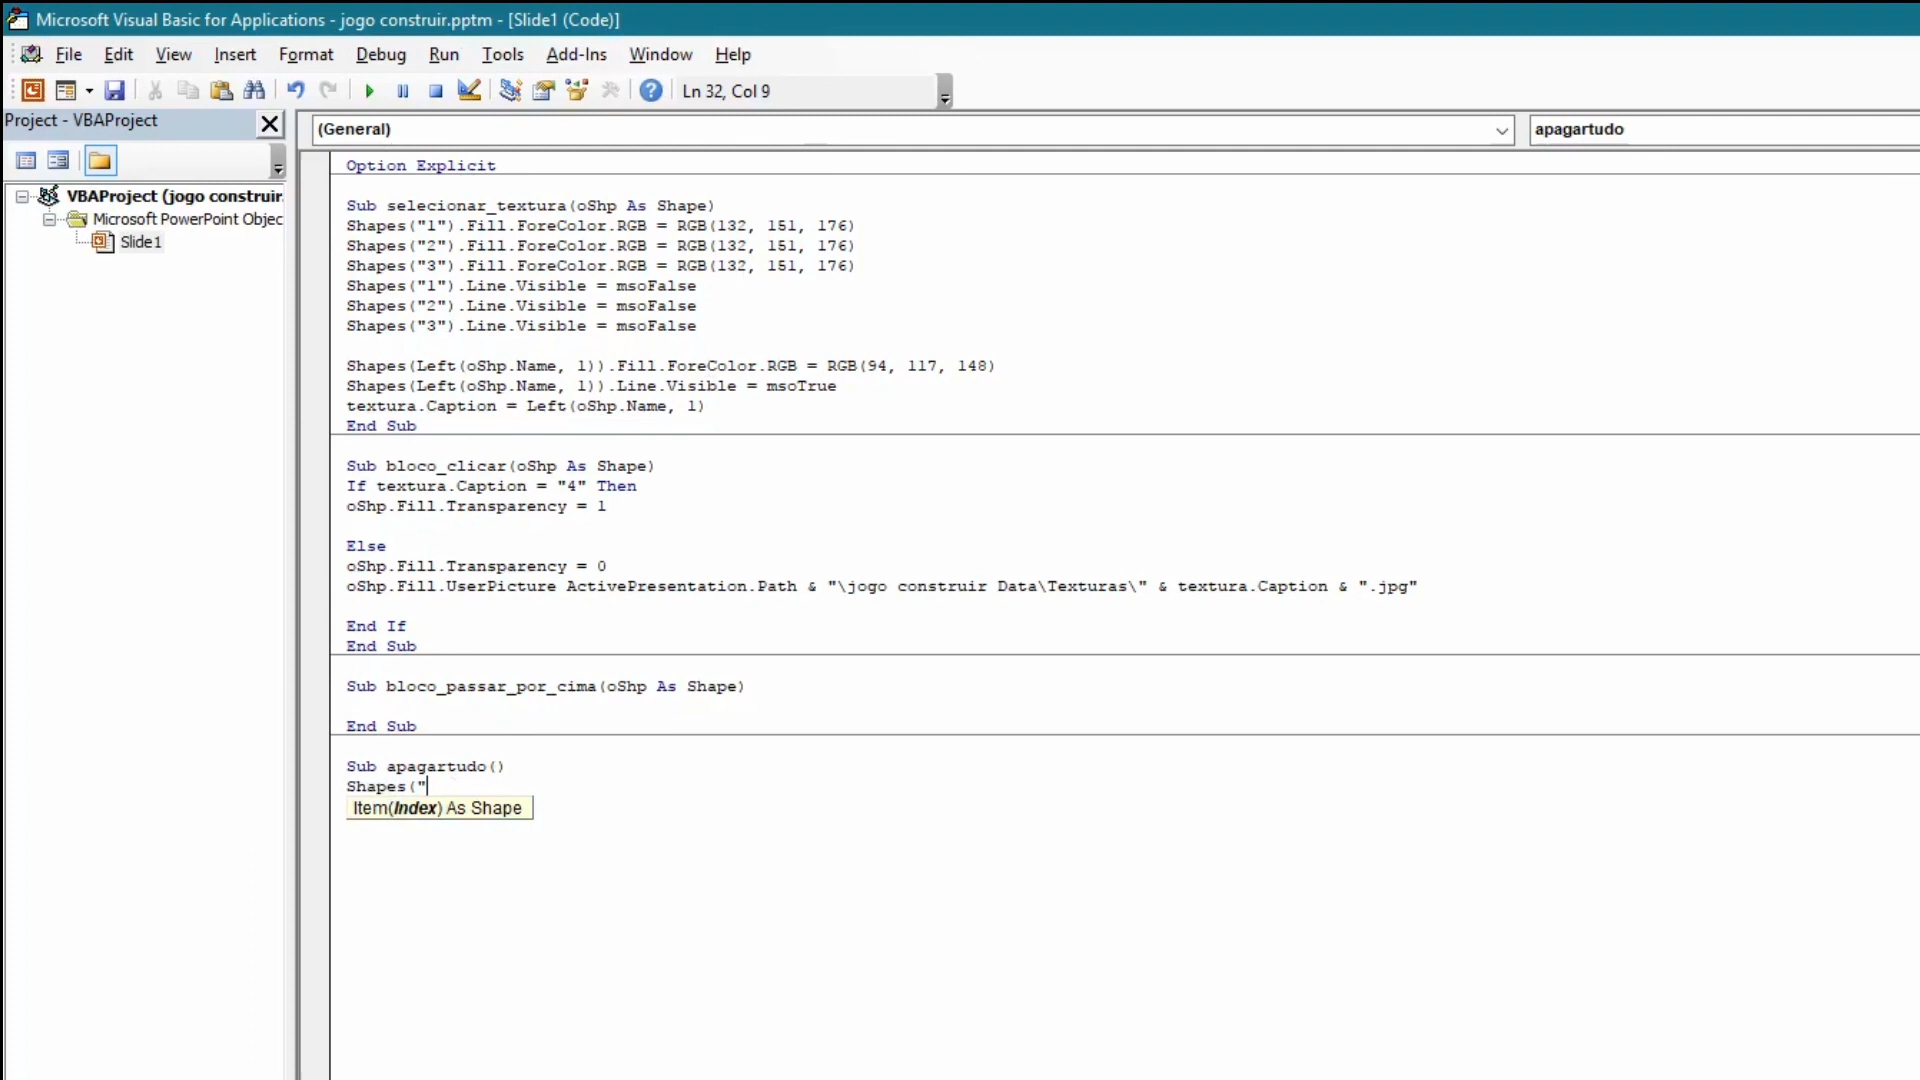 Microsoft Visual Basic for Applications - jogo construir.pptm - [Slide1 (Code)]
File Edit View Insert Format Debug Run Tools Add-Ins Window Help
Ln 32, Col 9
Project - VBAProject
(General)
apagartudo
VBAProject (jogo construir.
Microsoft PowerPoint Objec
Slide1
Option Explicit
Sub selecionar_textura(oShp As Shape)
Shapes("1").Fill.ForeColor.RGB = RGB(132, 151, 176)
Shapes("2").Fill.ForeColor.RGB = RGB(132, 151, 176)
Shapes("3").Fill.ForeColor.RGB = RGB(132, 151, 176)
Shapes("1").Line.Visible = msoFalse
Shapes("2").Line.Visible = msoFalse
Shapes("3").Line.Visible = msoFalse
Shapes(Left(oShp.Name, 1)).Fill.ForeColor.RGB = RGB(94, 117, 148)
Shapes(Left(oShp.Name, 1)).Line.Visible = msoTrue
textura.Caption = Left(oShp.Name, 1)
End Sub
Sub bloco_clicar(oShp As Shape)
If textura.Caption = "4" Then
oShp.Fill.Transparency = 1
Else
oShp.Fill.Transparency = 0
oShp.Fill.UserPicture ActivePresentation.Path & "\jogo construir Data\Texturas\" & textura.Caption & ".jpg"
End If
End Sub
Sub bloco_passar_por_cima(oShp As Shape)
End Sub
Sub apagartudo()
Shapes("
Item(Index) As Shape